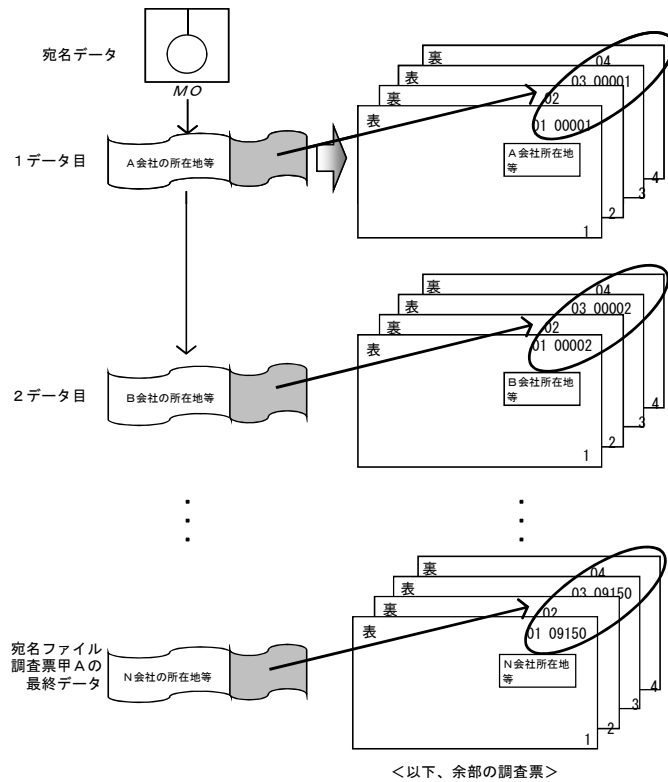 宛名データ
MO
裏
04
表
03 00001
裏
02
表
01 00001
1データ目
A会社の所在地等
A会社所在地
等
4
3
2
1
裏
04
表
03 00002
裏
02
表
01 00002
2データ目
B会社の所在地等
B会社所在地
等
4
3
2
1
・
・
・
・
・
・
裏
04
表
03 09150
裏
02
表
01 09150
宛名ファイル
調査票甲Aの
最終データ
N会社の所在地等
N会社所在地
等
4
3
2
1
<以下、余部の調査票>